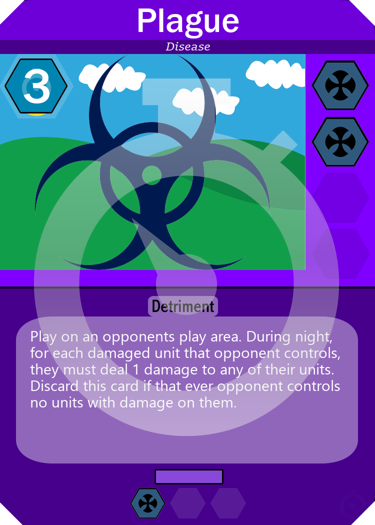 Plague
Disease
3
Detriment
Play on an opponents play area. During night,
for each damaged unit that opponent controls,
they must deal 1 damage to any of their units.
Discard this card if that ever opponent controls
no units with damage on them.